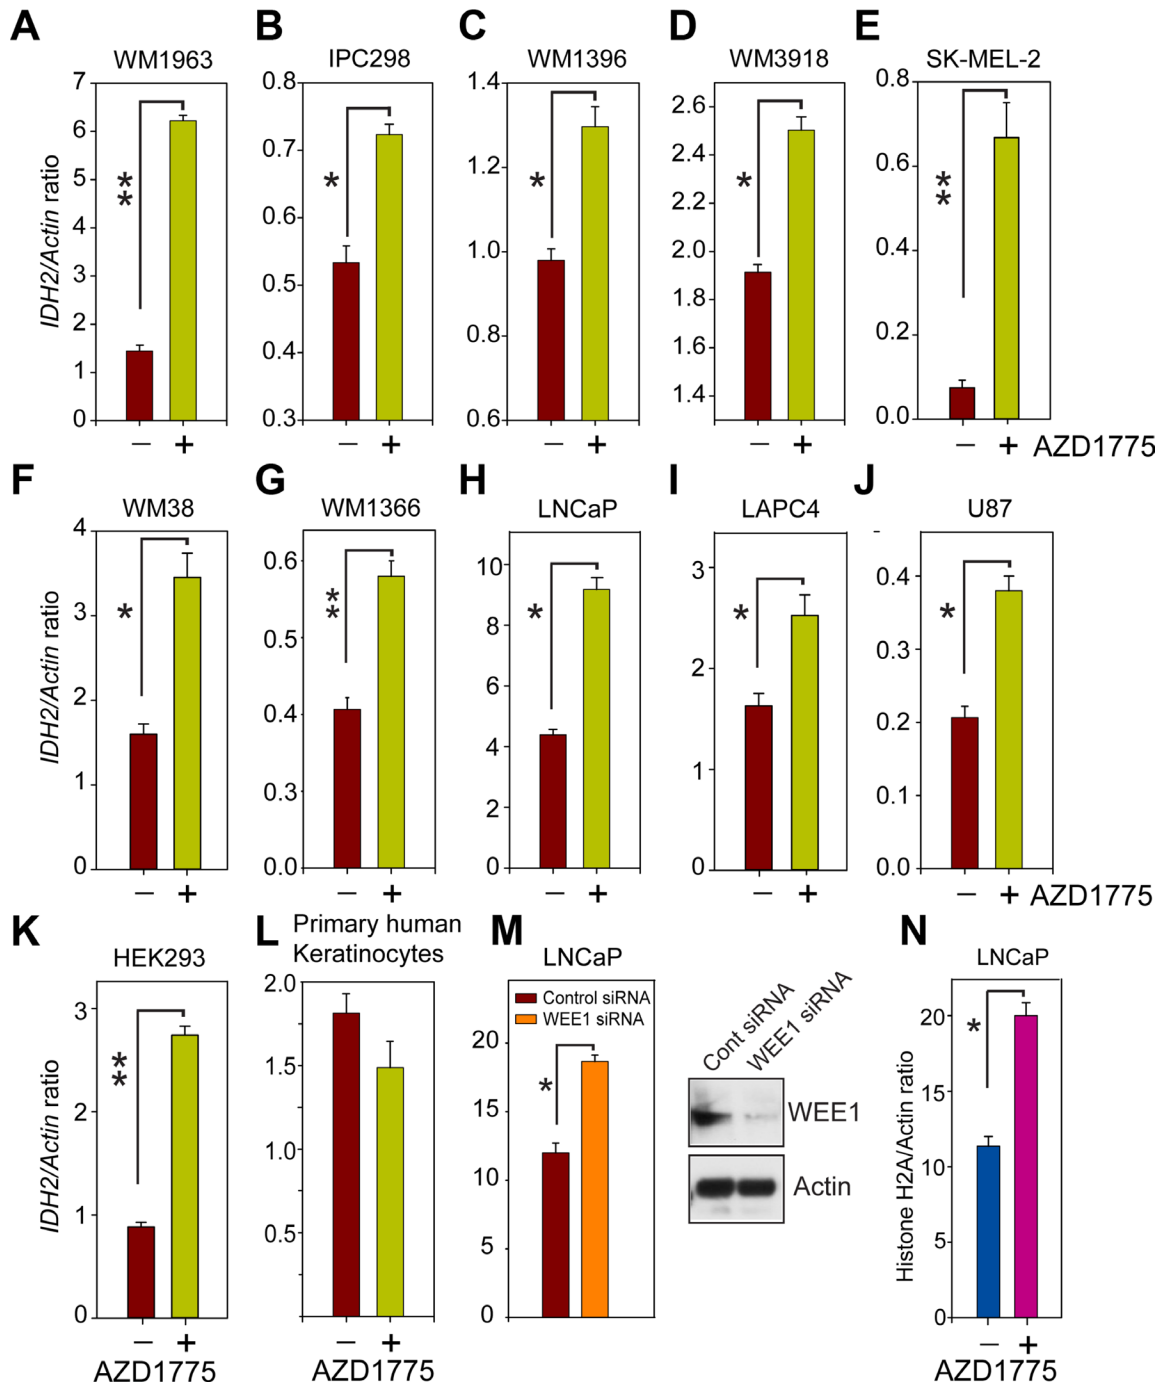 A B C D E
WM1963 IPC298 WM1396 WM3918 SK-MEL-2
IDH2/Actin ratio
7 6 5 4 3 2 1 0
**
0.8 0.7 0.6 0.5 0.4 0.3
*
1.4 1.2 1.0 0.8 0.6
*
2.6 2.4 2.2 2.0 1.8 1.6 1.4
*
0.8 0.6 0.4 0.2 0.0
**
– + – + – + – + – + AZD1775
F G H I J
WM38 WM1366 LNCaP LAPC4 U87
IDH2/Actin ratio
4 3 2 1 0
*
0.6 0.5 0.4 0.3 0.0
**
10 8 6 4 2 0
*
3 2 1 0
*
0.4 0.3 0.2 0.1 0.0
*
– + – + – + – + – + AZD1775
K L M N
HEK293
IDH2/Actin ratio
3 2 1 0
**
– +
AZD1775
Primary human
Keratinocytes
2.0 1.5 1.0 0.5
– +
AZD1775
LNCaP
Control siRNA
WEE1 siRNA
20 15 10 5 0
*
Cont siRNA
WEE1 siRNA
WEE1
Actin
LNCaP
Histone H2A/Actin ratio
20 15 10 5 0
*
– +
AZD1775